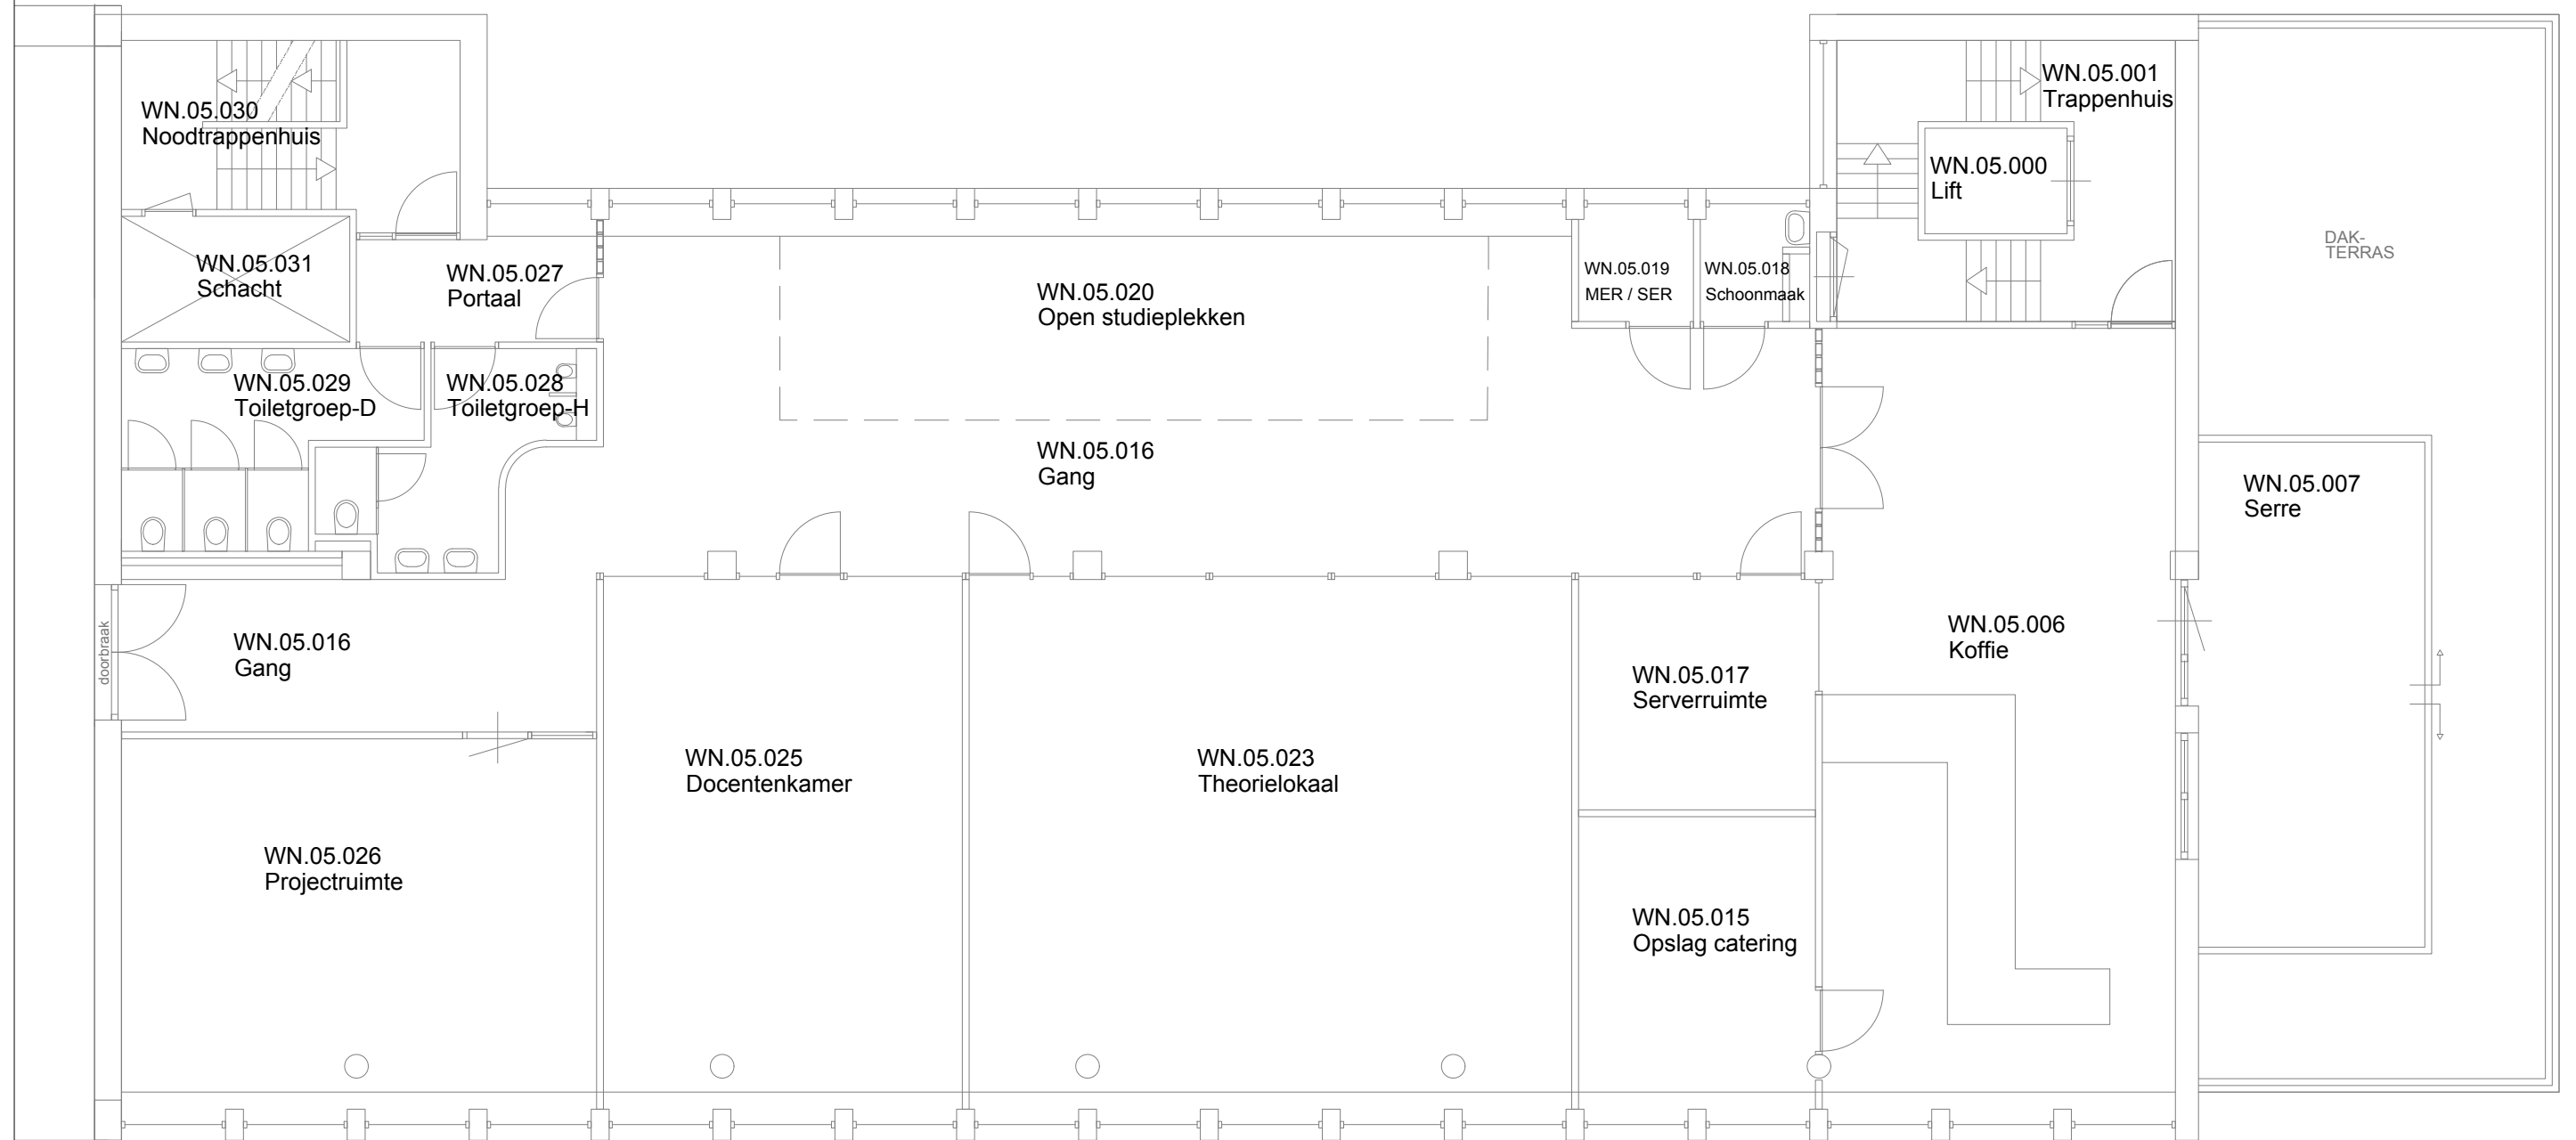 WN.05.001
Trappenhuis
WN.05.030
Noodtrappenhuis
WN.05.000
Lift
DAK-
TERRAS
WN.05.031
Schacht
WN.05.027
Portaal
WN.05.020
Open studieplekken
WN.05.019
MER / SER
WN.05.018
Schoonmaak
WN.05.029
Toiletgroep-D
WN.05.028
Toiletgroep-H
WN.05.016
Gang
WN.05.007
Serre
doorbraak
WN.05.016
Gang
WN.05.006
Koffie
WN.05.017
Serverruimte
WN.05.025
Docentenkamer
WN.05.023
Theorielokaal
WN.05.026
Projectruimte
WN.05.015
Opslag catering